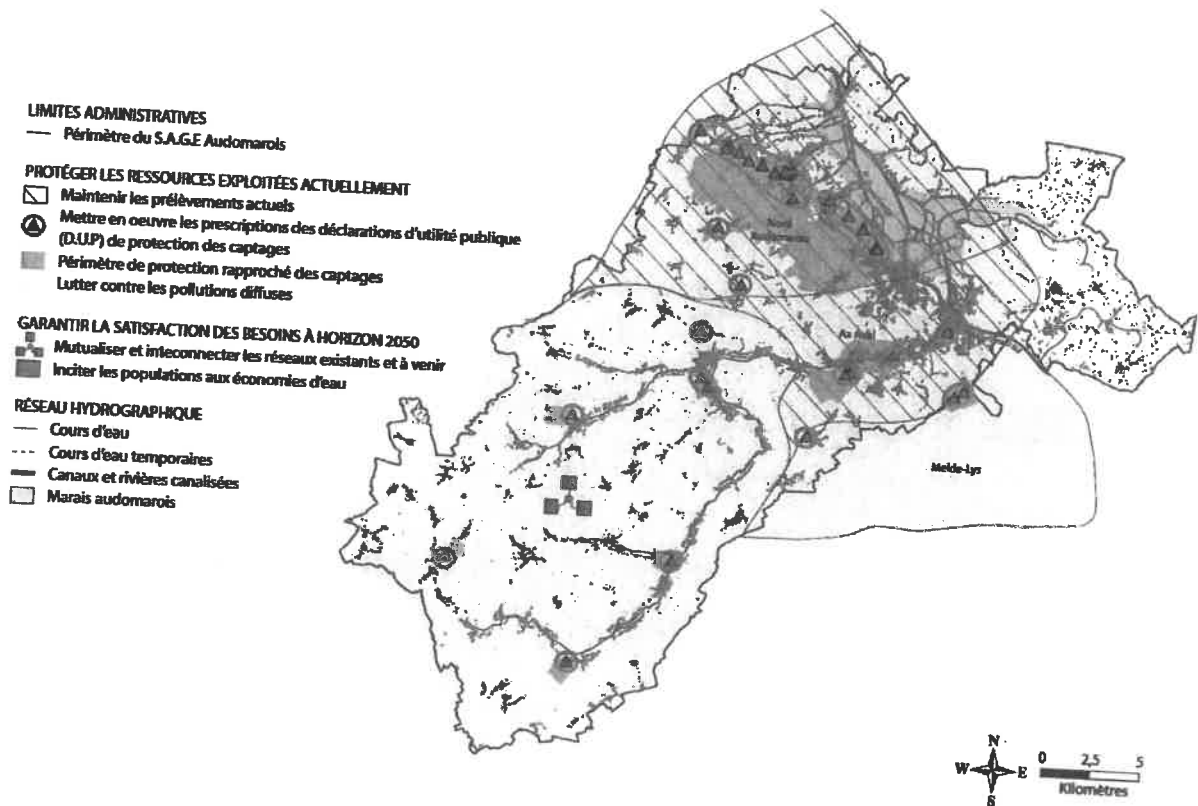 LIMITES ADMINISTRATIVES
Périmètre du S.A.G.E Audomarois
PROTÉGER LES RESSOURCES EXPLOITÉES ACTUELLEMENT
Maintenir les prélèvements actuels
Mettre en oeuvre les prescriptions des déclarations d'utilité publique
(D.U.P) de protection des captages
Périmètre de protection rapproché des captages
Lutter contre les pollutions diffuses
GARANTIR LA SATISFACTION DES BESOINS À HORIZON 2050
Mutualiser et inteconnecter les réseaux existants et à venir
Inciter les populations aux économies d'eau
RÉSEAU HYDROGRAPHIQUE
Cours d'eau
Cours d'eau temporaires
Canaux et rivières canalisées
Marais audomarois
Melde-Lys
N
W E
S
0 2,5 5
Kilomètres